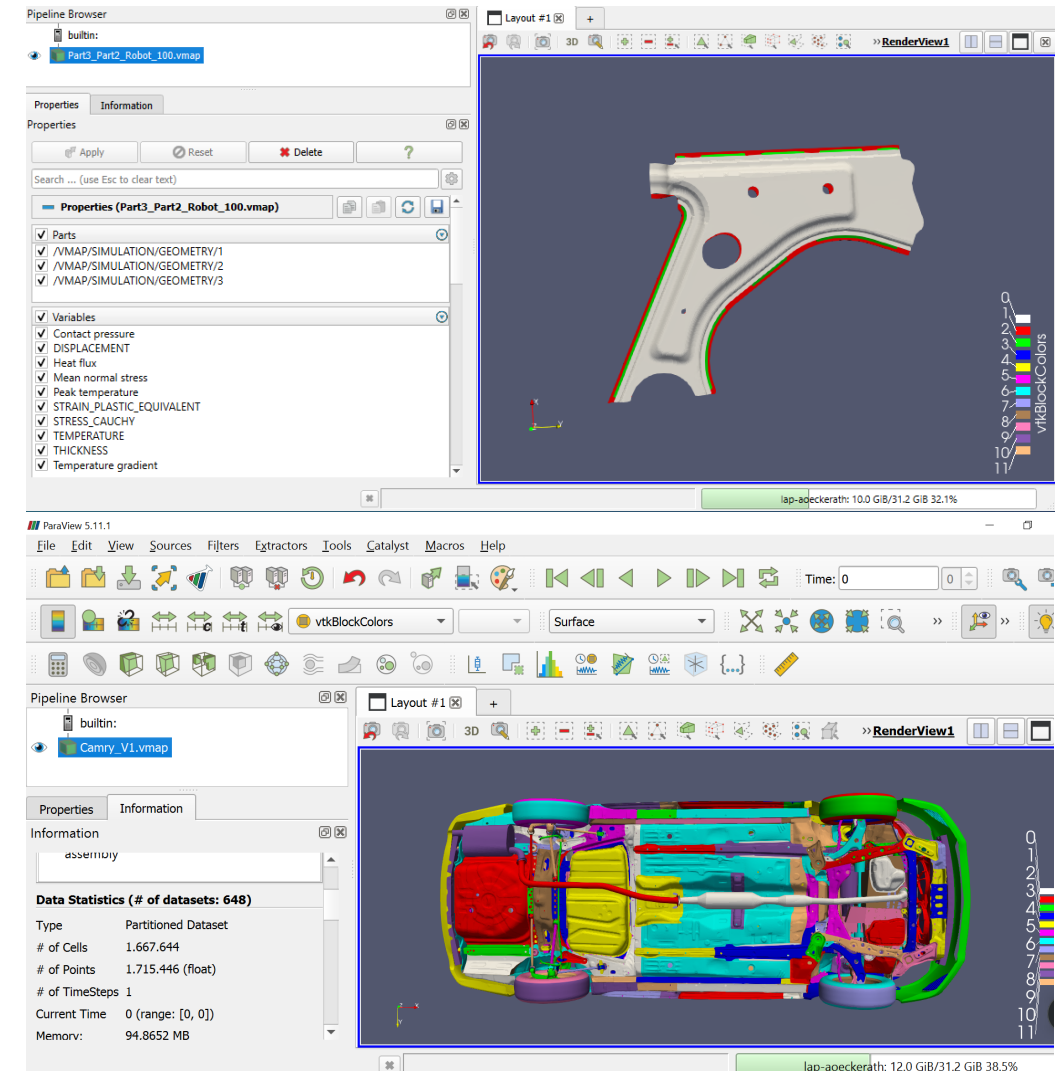 Pipeline Browser
builtin:
Part3_Part2_Robot_100.vmap
Properties Information
Properties
Apply Reset Delete ?
Search ... (use Esc to clear text)
Properties (Part3_Part2_Robot_100.vmap)
Parts
/VMAP/SIMULATION/GEOMETRY/1
/VMAP/SIMULATION/GEOMETRY/2
/VMAP/SIMULATION/GEOMETRY/3
Variables
Contact pressure
DISPLACEMENT
Heat flux
Mean normal stress
Peak temperature
STRAIN_PLASTIC_EQUIVALENT
STRESS_CAUCHY
TEMPERATURE
THICKNESS
Temperature gradient
Layout #1 +
3D RenderView1
0
1
2
3
4
5
6
7
8
9
10
11
vtkBlockColors
X
Y
Z
lap-aoeckerath: 10.0 GiB/31.2 GiB 32.1%
ParaView 5.11.1
File Edit View Sources Filters Extractors Tools Catalyst Macros Help
Time: 0 0
vtkBlockColors Surface
Pipeline Browser
builtin:
Camry_V1.vmap
Properties Information
Information
assembly
Data Statistics (# of datasets: 648)
Type Partitioned Dataset
# of Cells 1.667.644
# of Points 1.715.446 (float)
# of TimeSteps 1
Current Time 0 (range: [0, 0])
Memory: 94.8652 MB
Layout #1 +
3D RenderView1
0
1
2
3
4
5
6
7
8
9
10
11
lap-aoeckerath: 12.0 GiB/31.2 GiB 38.5%